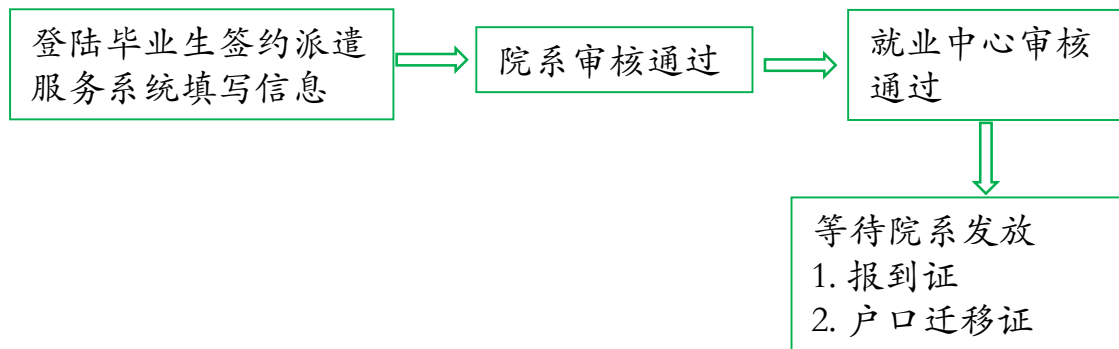 登陆毕业生签约派遣
服务系统填写信息
院系审核通过
就业中心审核
通过
等待院系发放
1. 报到证
2. 户口迁移证